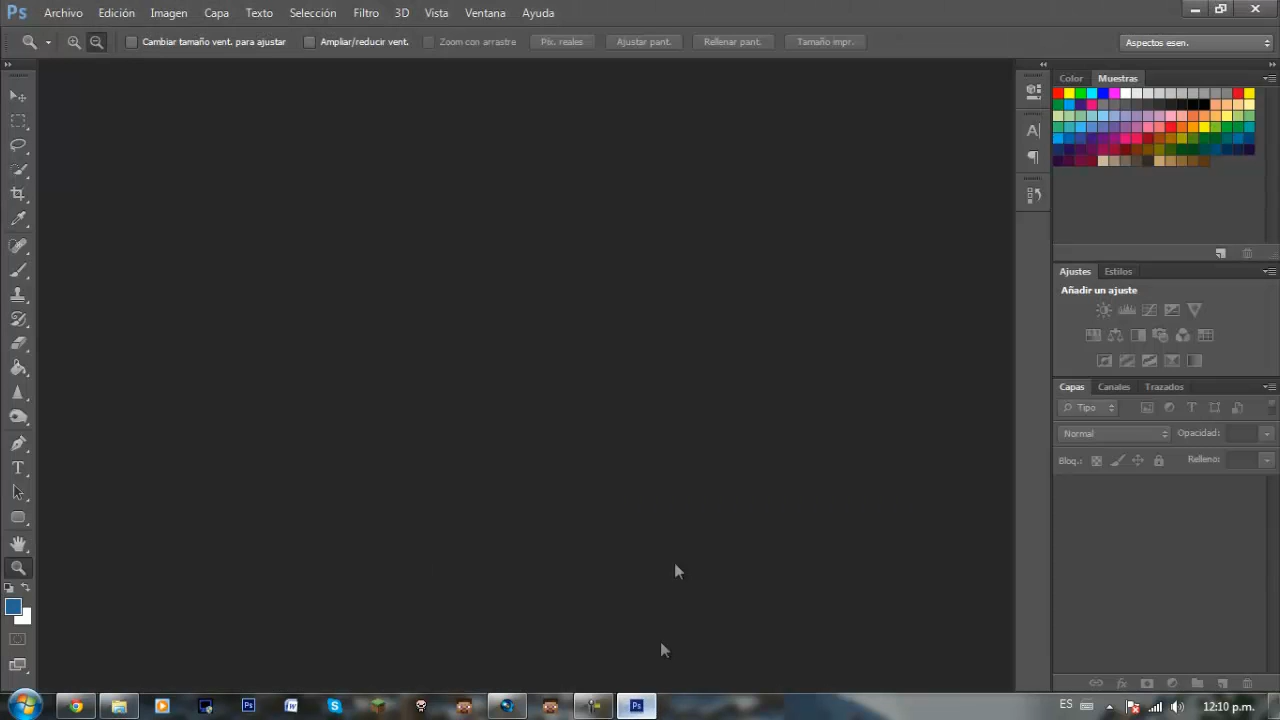 Ps Archivo Edición Imagen Capa Texto Selección Filtro 3D Vista Ventana Ayuda
Cambiar tamaño vent. para ajustar Ampliar/reducir vent. Zoom con arrastre Píx. reales Ajustar pant. Rellenar pant. Tamaño impr. Aspectos esen.
Color Muestras
Ajustes Estilos
Añadir un ajuste
Capas Canales Trazados
Tipo
Normal Opacidad:
Bloq.: Relleno:
ES 12:10 p.m.